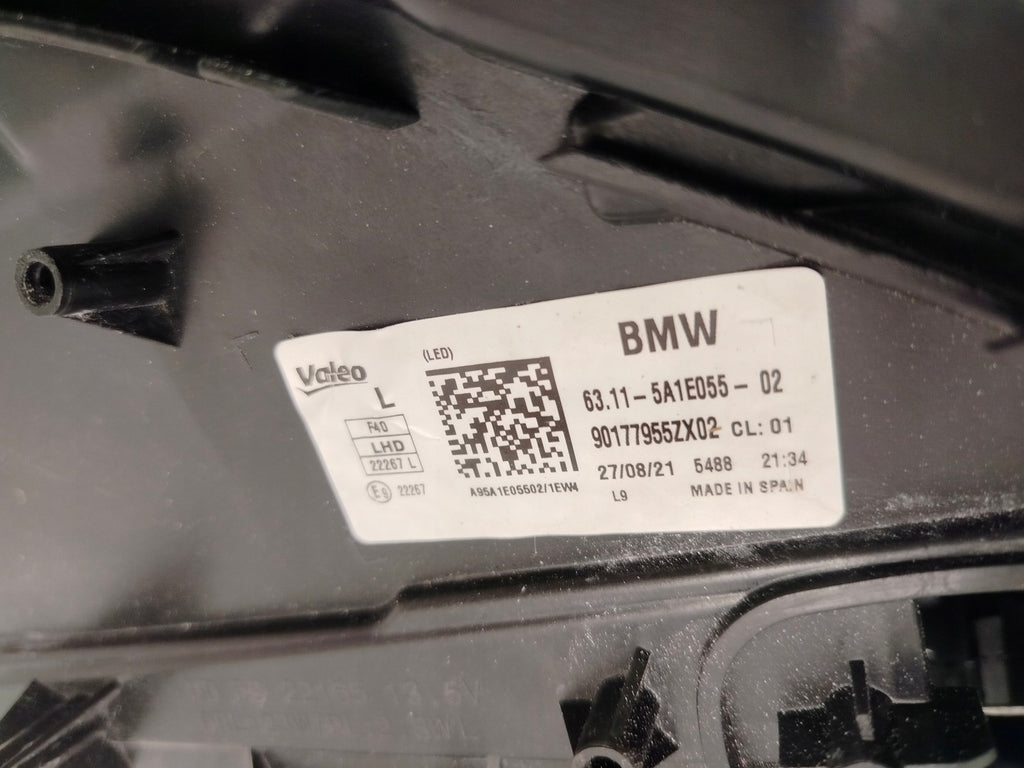 Valeo
L
F40
LHD
22267 L
E9 22267
(LED)
A95A1E05502/1EW4
BMW
63.11 - 5A1E055 - 02
90177955ZX02 CL: 01
27/08/21 5488 21:34
L9 MADE IN SPAIN